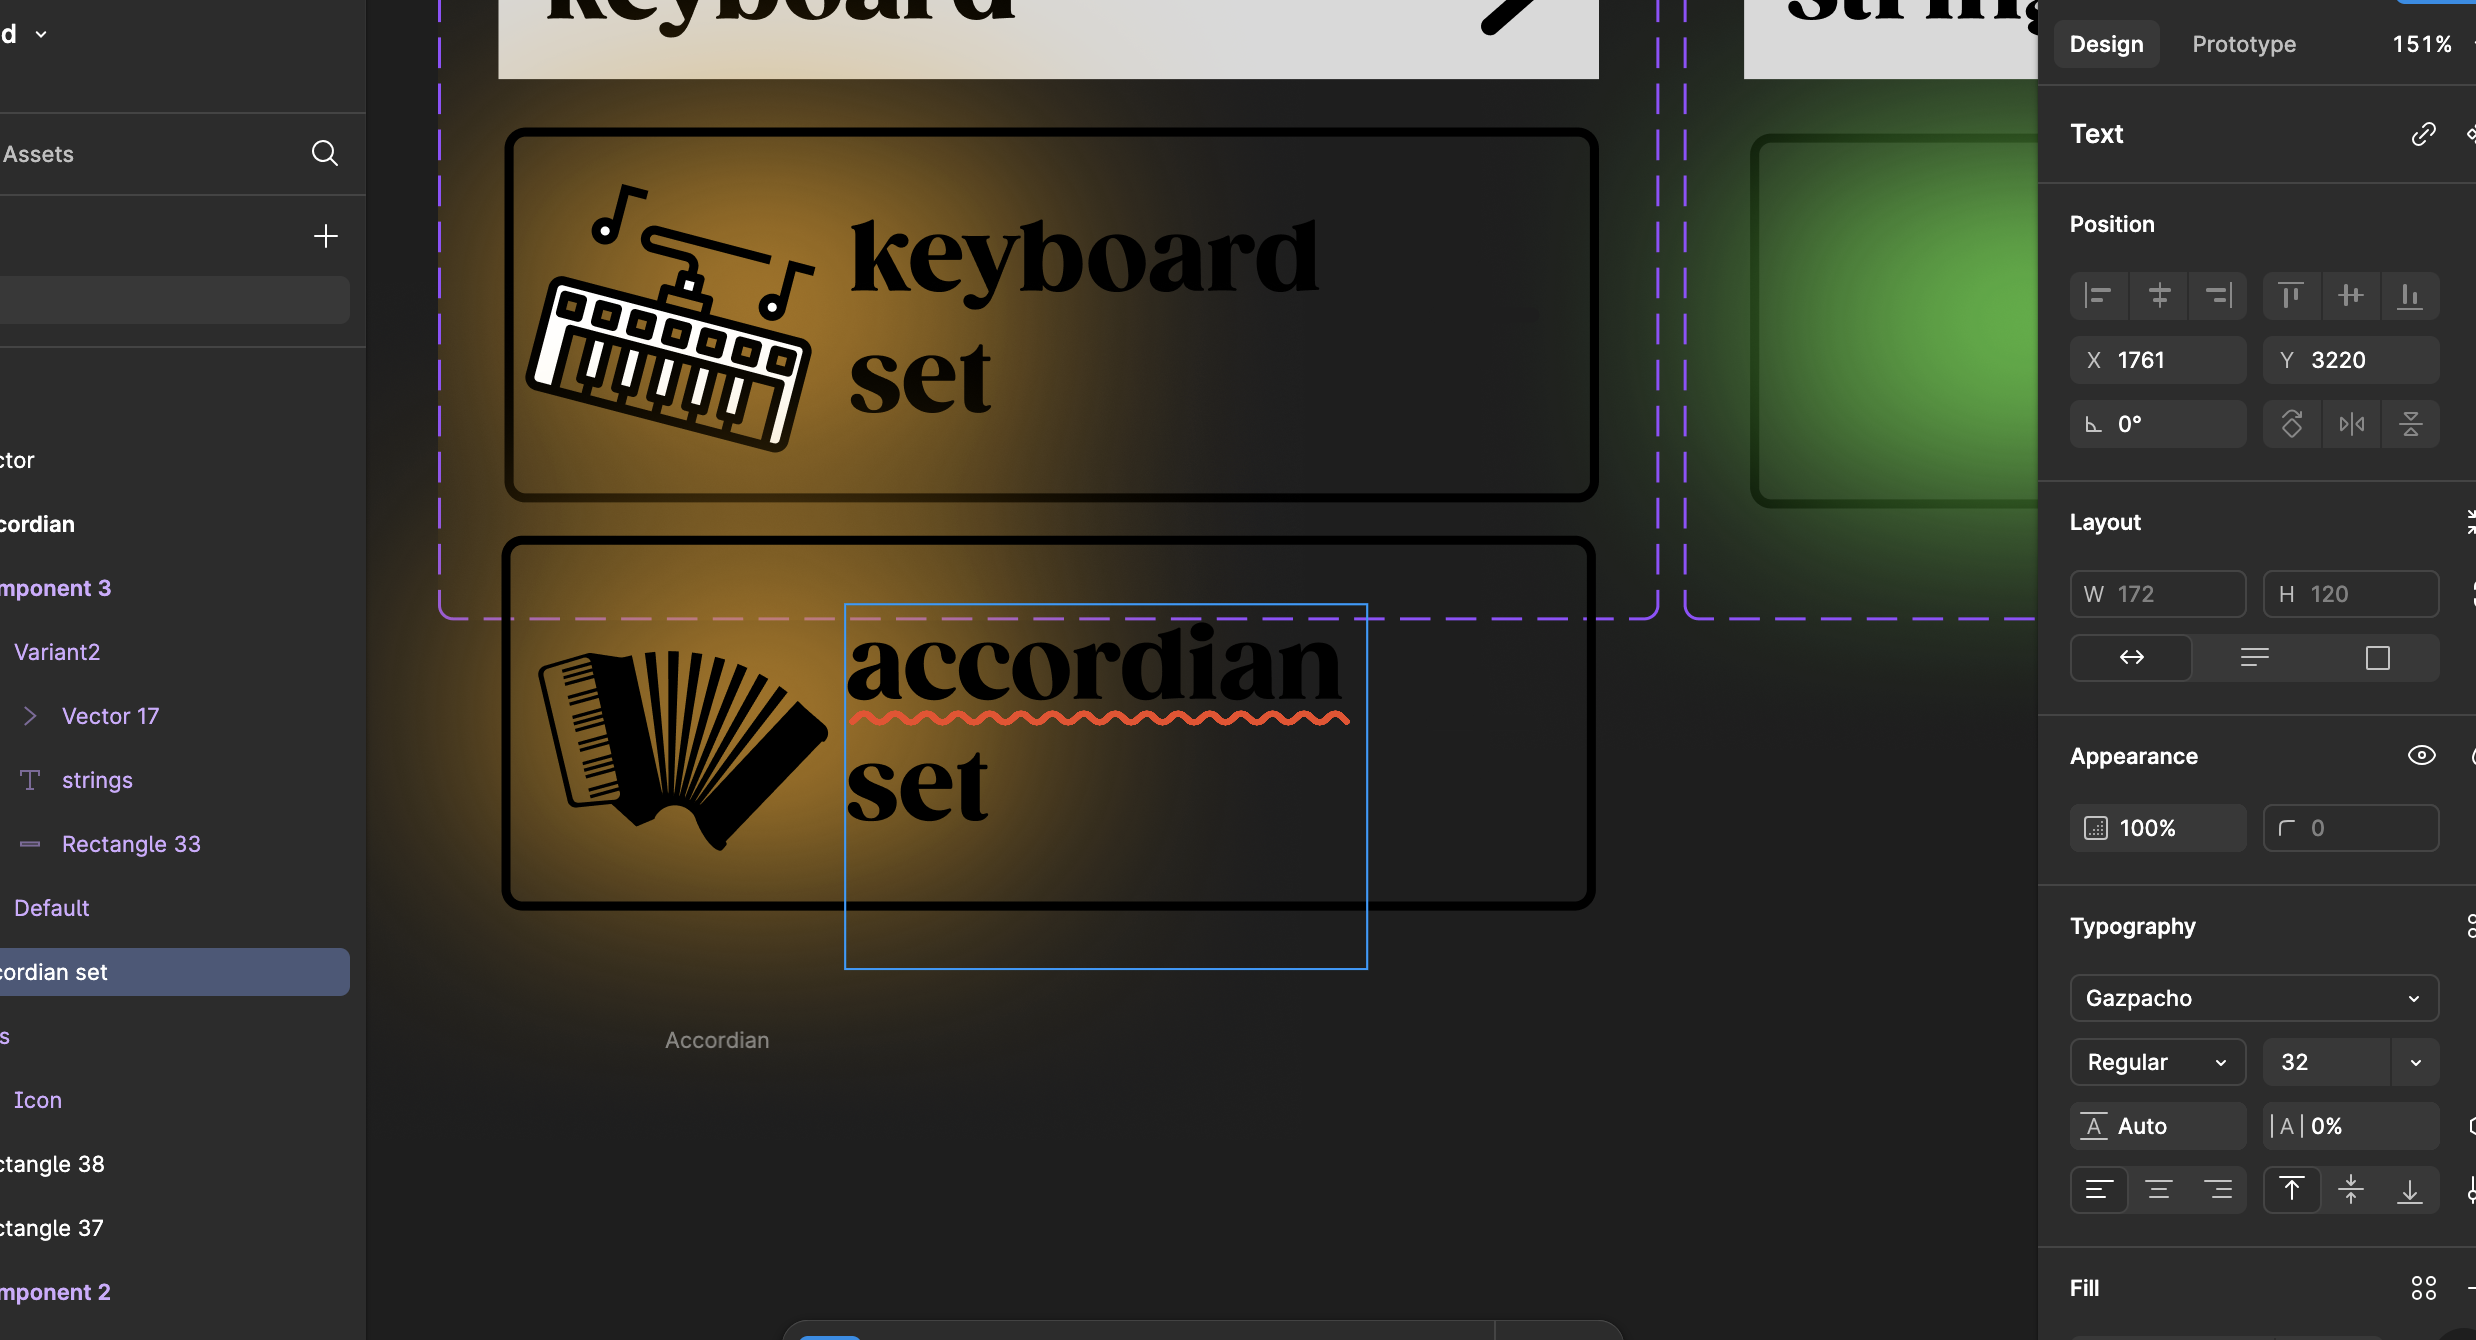 d
Assets
ctor
cordian
mponent 3
Variant2
Vector 17
strings
Rectangle 33
Default
cordian set
s
Icon
ctangle 38
ctangle 37
mponent 2
keyboard
string
keyboard
set
accordian
set
Accordian
Design
Prototype
151%
Text
Position
X 1761
Y 3220
0°
Layout
W 172
H 120
Appearance
100%
0
Typography
Gazpacho
Regular
32
Auto
|A| 0%
Fill